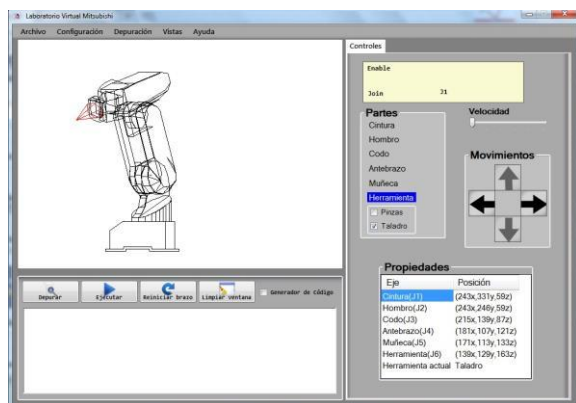 Laboratorio Virtual Mitsubishi
Archivo Configuración Depuración Vistas Ayuda
Controles
Enable
Join J1
Partes
Cintura
Hombro
Codo
Antebrazo
Muñeca
Herramienta
Pinzas
Taladro
Velocidad
Movimientos
Depurar Ejecutar Reiniciar brazo Limpiar ventana Generador de Código
Propiedades
Eje Posición
Cintura(J1) (243x,331y,59z)
Hombro(J2) (243x,246y,59z)
Codo(J3) (215x,139y,87z)
Antebrazo(J4) (181x,107y,121z)
Muñeca(J5) (171x,113y,133z)
Herramienta(J6) (139x,129y,163z)
Herramienta actual Taladro